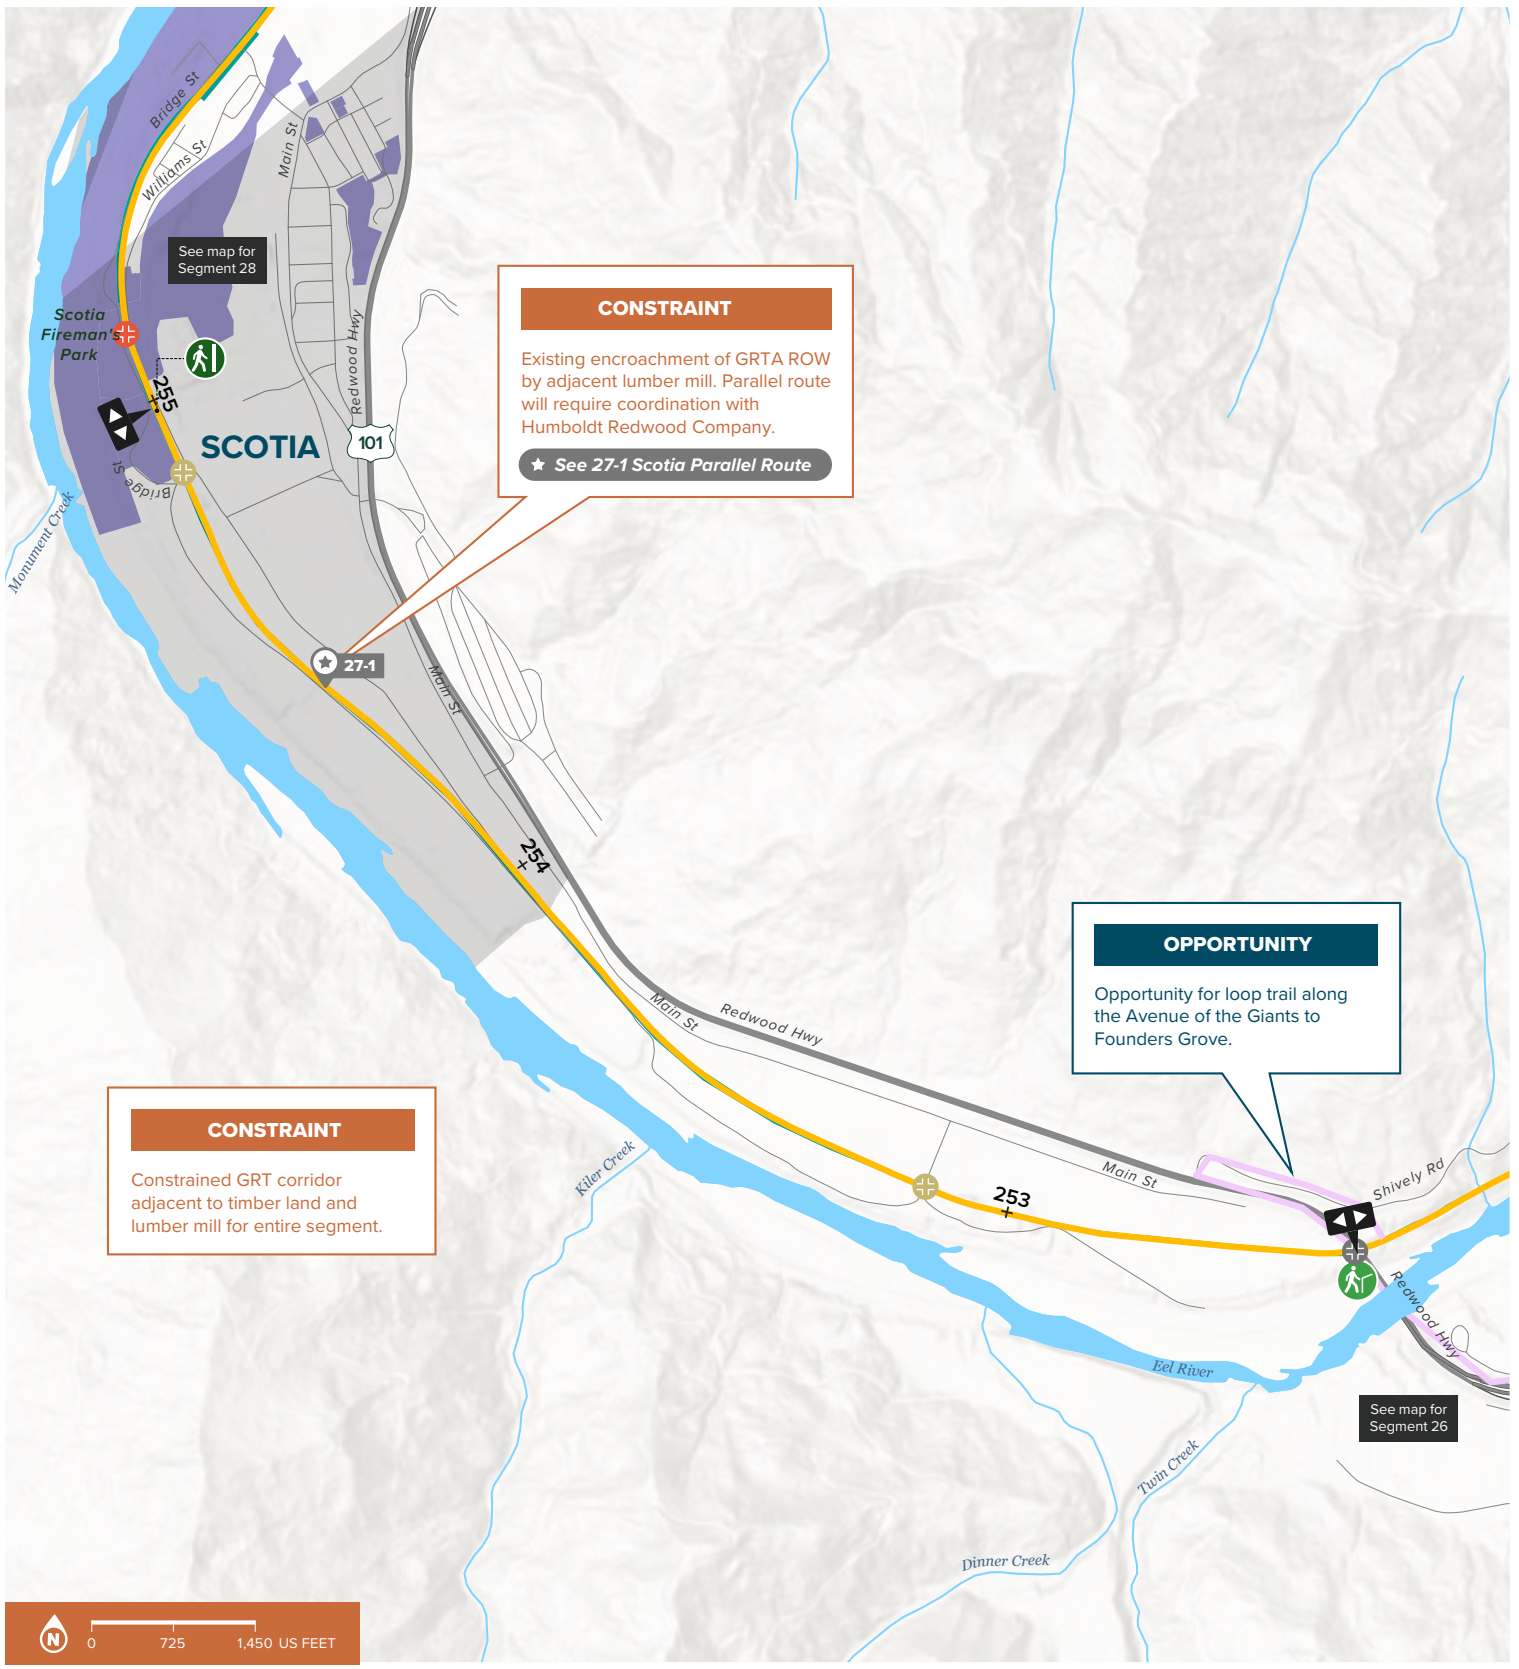 Bridge St
Williams St
Main St
See map for
Segment 28
Scotia
Fireman's
Park
Redwood Hwy
255
SCOTIA
101
Bridge St
Monument Creek
CONSTRAINT
Existing encroachment of GRTA ROW
by adjacent lumber mill. Parallel route
will require coordination with
Humboldt Redwood Company.
See 27-1 Scotia Parallel Route
27-1
Main St
254
Main St
Redwood Hwy
OPPORTUNITY
Opportunity for loop trail along
the Avenue of the Giants to
Founders Grove.
CONSTRAINT
Constrained GRT corridor
adjacent to timber land and
lumber mill for entire segment.
Kiler Creek
253
Main St
Shively Rd
Redwood Hwy
Eel River
See map for
Segment 26
Twin Creek
Dinner Creek
N
0 725 1,450 US FEET